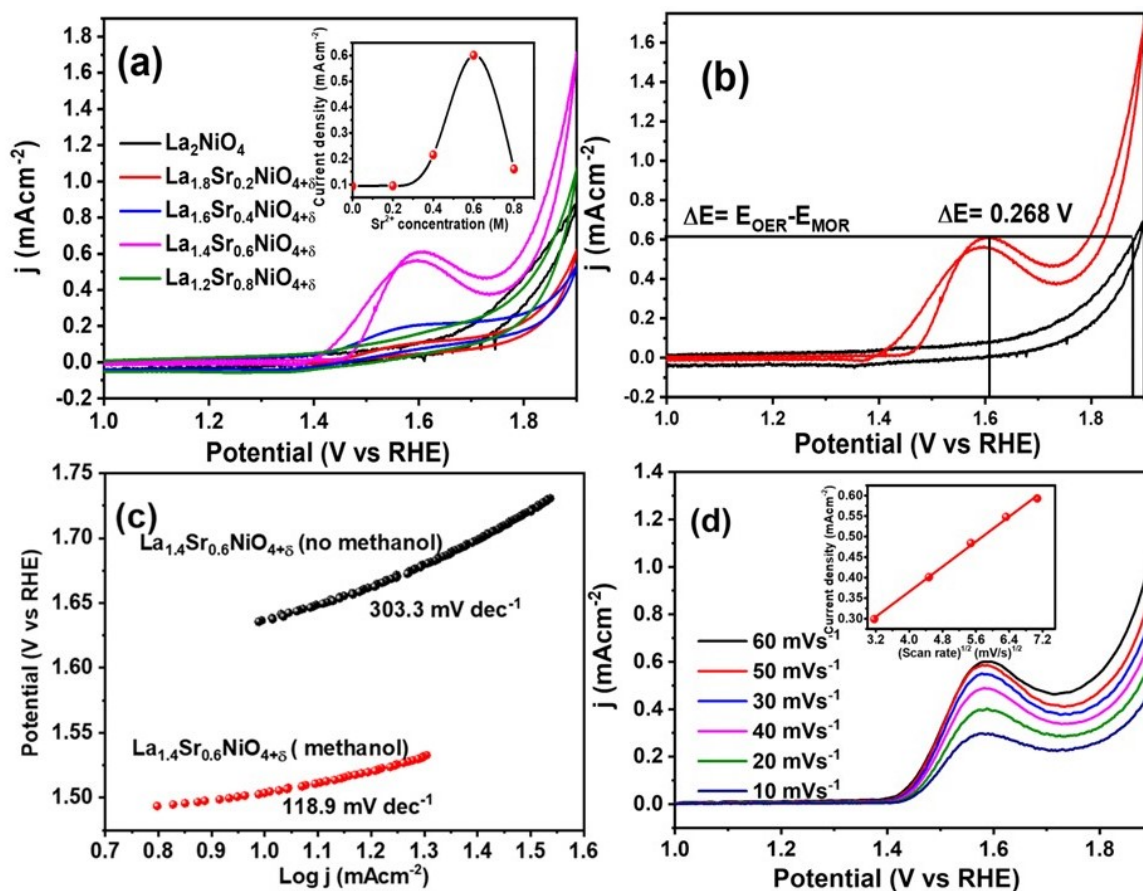 (a)
j (mAcm-2)
1.8
1.6
1.4
1.2
1.0
0.8
0.6
0.4
0.2
0.0
-0.2
La2NiO4
La1.8Sr0.2NiO4+δ
La1.6Sr0.4NiO4+δ
La1.4Sr0.6NiO4+δ
La1.2Sr0.8NiO4+δ
Current density (mAcm-2)
0.6
0.5
0.4
0.3
0.2
0.1
0.0 0.2 0.4 0.6 0.8
Sr2+ concentration (M)
1.0 1.2 1.4 1.6 1.8
Potential (V vs RHE)
(b)
j (mAcm-2)
1.6
1.4
1.2
1.0
0.8
0.6
0.4
0.2
0.0
-0.2
ΔE= EOER-EMOR
ΔE= 0.268 V
1.0 1.2 1.4 1.6 1.8
Potential (V vs RHE)
(c)
Potential (V vs RHE)
1.75
1.70
1.65
1.60
1.55
1.50
La1.4Sr0.6NiO4+δ (no methanol)
303.3 mV dec-1
La1.4Sr0.6NiO4+δ ( methanol)
118.9 mV dec-1
0.7 0.8 0.9 1.0 1.1 1.2 1.3 1.4 1.5 1.6
Log j (mAcm-2)
(d)
j (mAcm-2)
1.4
1.2
1.0
0.8
0.6
0.4
0.2
0.0
60 mVs-1
50 mVs-1
30 mVs-1
40 mVs-1
20 mVs-1
10 mVs-1
Current density (mAcm-2)
0.60
0.55
0.50
0.45
0.40
0.35
0.30
3.2 4.0 4.8 5.6 6.4 7.2
(Scan rate)1/2 (mV/s)1/2
1.0 1.2 1.4 1.6 1.8
Potential (V vs RHE)